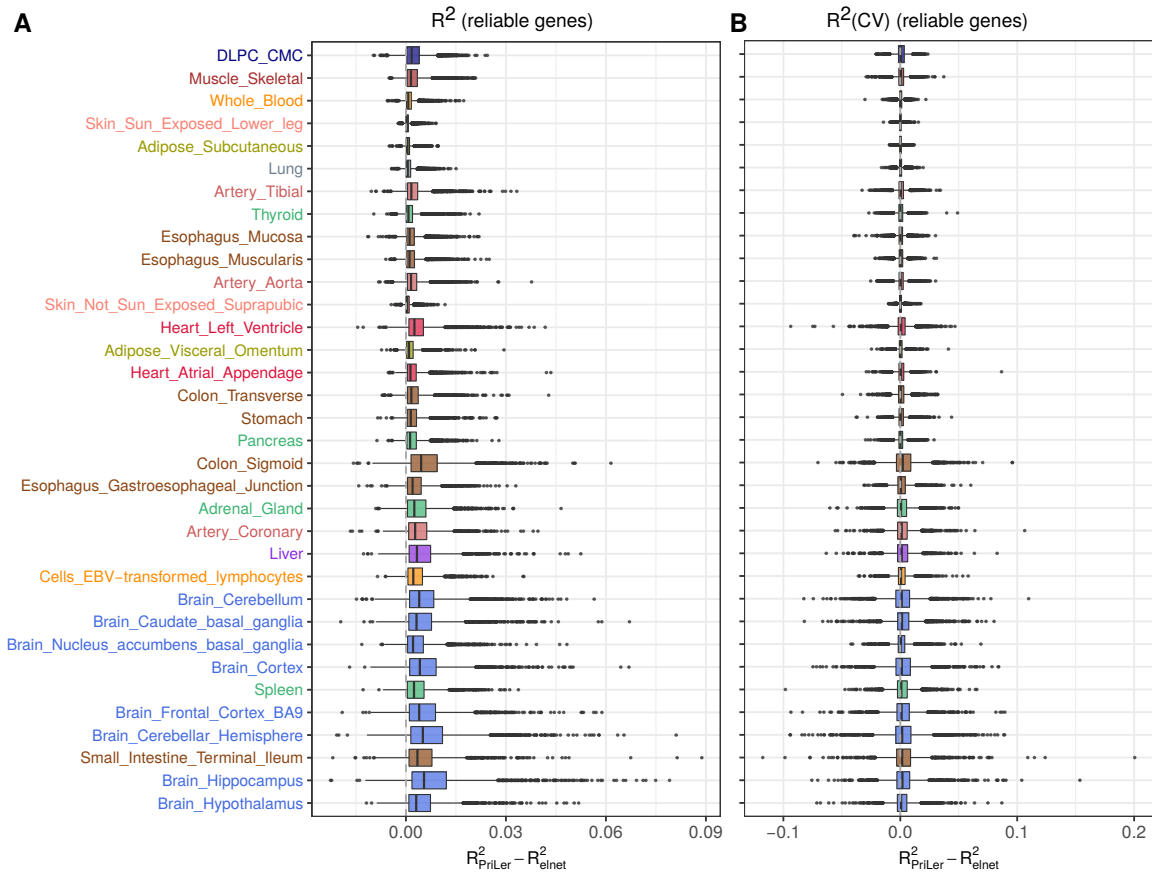 A
R² (reliable genes)
B
R²(CV) (reliable genes)
DLPC_CMC
Muscle_Skeletal
Whole_Blood
Skin_Sun_Exposed_Lower_leg
Adipose_Subcutaneous
Lung
Artery_Tibial
Thyroid
Esophagus_Mucosa
Esophagus_Muscularis
Artery_Aorta
Skin_Not_Sun_Exposed_Suprapubic
Heart_Left_Ventricle
Adipose_Visceral_Omentum
Heart_Atrial_Appendage
Colon_Transverse
Stomach
Pancreas
Colon_Sigmoid
Esophagus_Gastroesophageal_Junction
Adrenal_Gland
Artery_Coronary
Liver
Cells_EBV−transformed_lymphocytes
Brain_Cerebellum
Brain_Caudate_basal_ganglia
Brain_Nucleus_accumbens_basal_ganglia
Brain_Cortex
Spleen
Brain_Frontal_Cortex_BA9
Brain_Cerebellar_Hemisphere
Small_Intestine_Terminal_Ileum
Brain_Hippocampus
Brain_Hypothalamus
0.00 0.03 0.06 0.09
R²PriLer − R²elnet
−0.1 0.0 0.1 0.2
R²PriLer − R²elnet